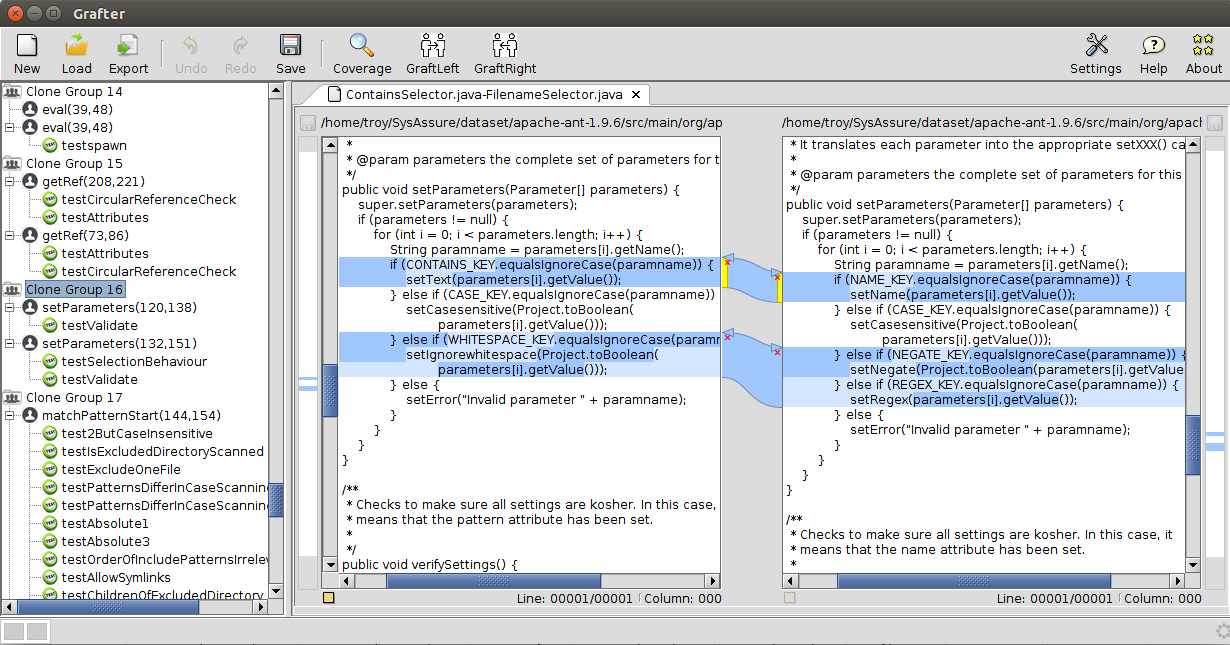 Grafter
New Load Export Undo Redo Save Coverage GraftLeft GraftRight Settings Help About
Clone Group 14
eval(39,48)
eval(39,48)
testspawn
Clone Group 15
getRef(208,221)
testCircularReferenceCheck
testAttributes
getRef(73,86)
testAttributes
testCircularReferenceCheck
Clone Group 16
setParameters(120,138)
testValidate
setParameters(132,151)
testSelectionBehaviour
testValidate
Clone Group 17
matchPatternStart(144,154)
test2ButCaseInsensitive
testIsExcludedDirectoryScanned
testExcludeOneFile
testPatternsDifferInCaseScannin
testPatternsDifferInCaseScannin
testAbsolute1
testAbsolute3
testOrderOfIncludePatternsIrrelev
testAllowSymlinks
testChildrenOfExcludedDirectory
ContainsSelector.java-FilenameSelector.java
/home/troy/SysAssure/dataset/apache-ant-1.9.6/src/main/org/ap
*
* @param parameters the complete set of parameters for t
*/
public void setParameters(Parameter[] parameters) {
super.setParameters(parameters);
if (parameters != null) {
for (int i = 0; i < parameters.length; i++) {
String paramname = parameters[i].getName();
if (CONTAINS_KEY.equalsIgnoreCase(paramname)) {
setText(parameters[i].getValue());
} else if (CASE_KEY.equalsIgnoreCase(paramname))
setCasesensitive(Project.toBoolean(
parameters[i].getValue()));
} else if (WHITESPACE_KEY.equalsIgnoreCase(paramn
setIgnorewhitespace(Project.toBoolean(
parameters[i].getValue()));
} else {
setError("Invalid parameter " + paramname);
}
}
}
}
/**
* Checks to make sure all settings are kosher. In this case,
* means that the pattern attribute has been set.
*
*/
public void verifySettings() {
Line: 00001/00001 Column: 000
/home/troy/SysAssure/dataset/apache-ant-1.9.6/src/main/org/apach
* It translates each parameter into the appropriate setXXX() ca
*
* @param parameters the complete set of parameters for this
*/
public void setParameters(Parameter[] parameters) {
super.setParameters(parameters);
if (parameters != null) {
for (int i = 0; i < parameters.length; i++) {
String paramname = parameters[i].getName();
if (NAME_KEY.equalsIgnoreCase(paramname)) {
setName(parameters[i].getValue());
} else if (CASE_KEY.equalsIgnoreCase(paramname)) {
setCasesensitive(Project.toBoolean(
parameters[i].getValue()));
} else if (NEGATE_KEY.equalsIgnoreCase(paramname)) {
setNegate(Project.toBoolean(parameters[i].getValue
} else if (REGEX_KEY.equalsIgnoreCase(paramname)) {
setRegex(parameters[i].getValue());
} else {
setError("Invalid parameter " + paramname);
}
}
}
}
/**
* Checks to make sure all settings are kosher. In this case, it
* means that the name attribute has been set.
*
Line: 00001/00001 Column: 000